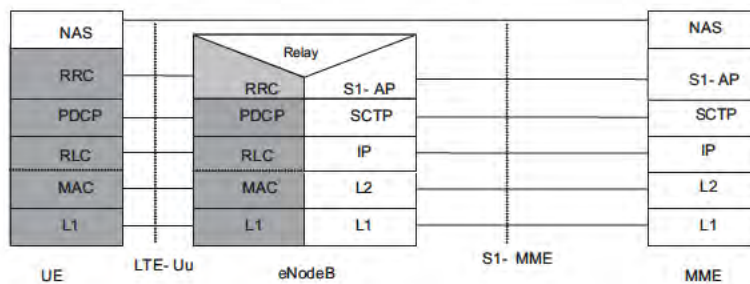 NAS
RRC
PDCP
RLC
MAC
L1
UE
LTE- Uu
Relay
RRC
S1- AP
PDCP
SCTP
RLC
IP
MAC
L2
L1
L1
eNodeB
S1- MME
NAS
S1- AP
SCTP
IP
L2
L1
MME